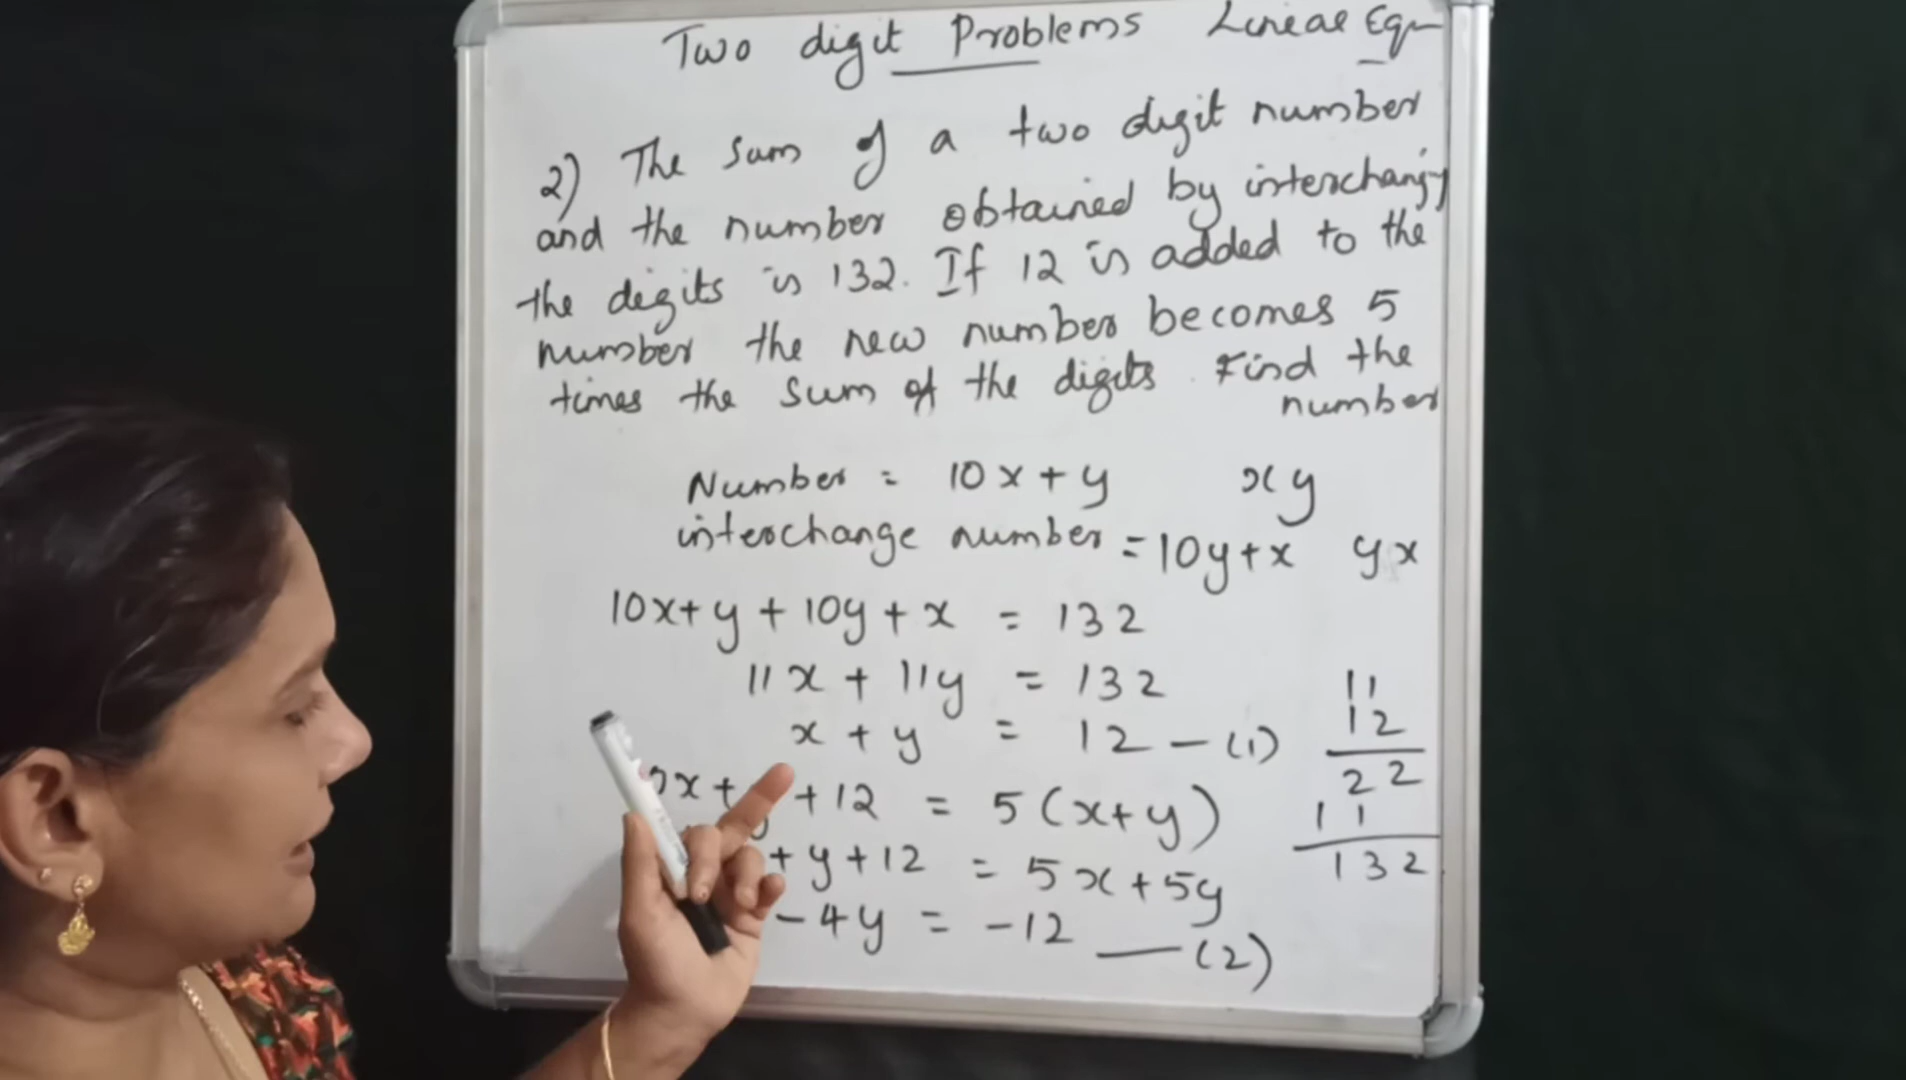 Two digit Problems Linear Eqn
2) The sum of a two digit number
and the number obtained by interchangy
the digits is 132. If 12 is added to the
number the new number becomes 5
times the sum of the digits. Find the
number
Number = 10x+y xy
interchange number = 10y+x yx
10x+y+10y+x = 132
11x+11y = 132
x+y = 12 - (1)
x+ +12 = 5(x+y)
+y+12 = 5x+5y
-4y = -12 — (2)
11
12
22
11
132